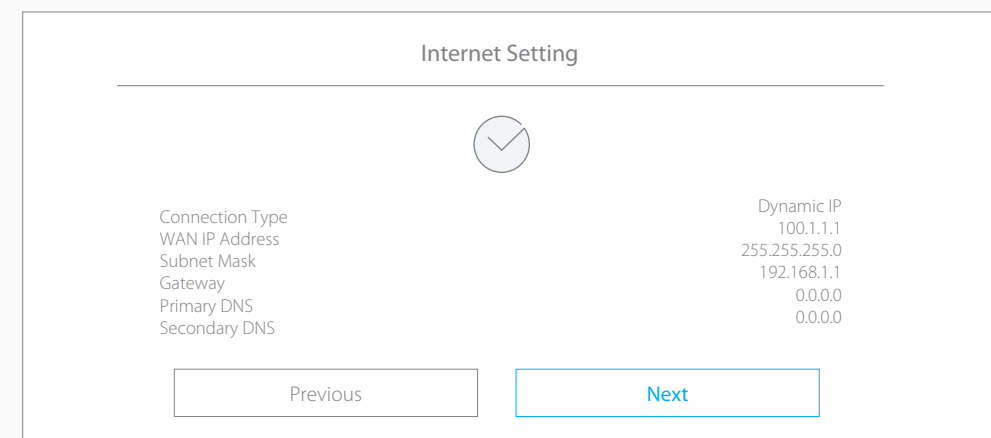 Internet Setting
Connection Type Dynamic IP
WAN IP Address 100.1.1.1
Subnet Mask 255.255.255.0
Gateway 192.168.1.1
Primary DNS 0.0.0.0
Secondary DNS 0.0.0.0
Previous Next